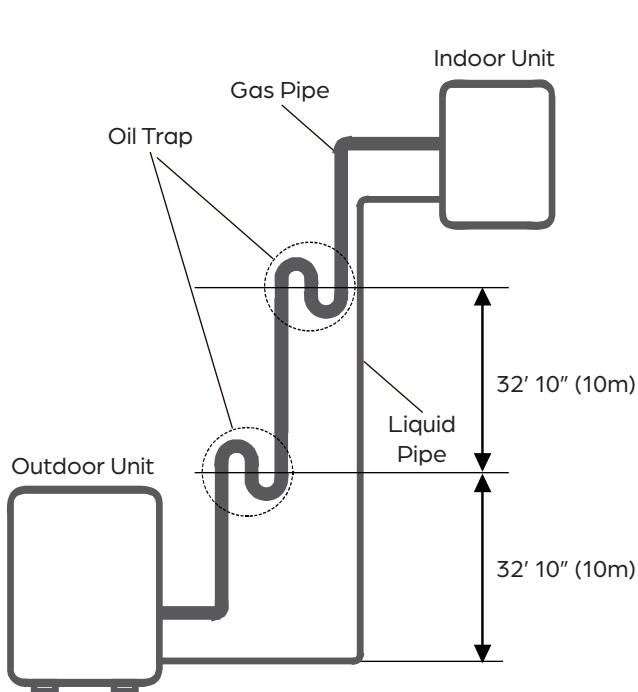 Indoor Unit
Gas Pipe
Oil Trap
32′ 10″ (10m)
Liquid
Pipe
Outdoor Unit
32′ 10″ (10m)